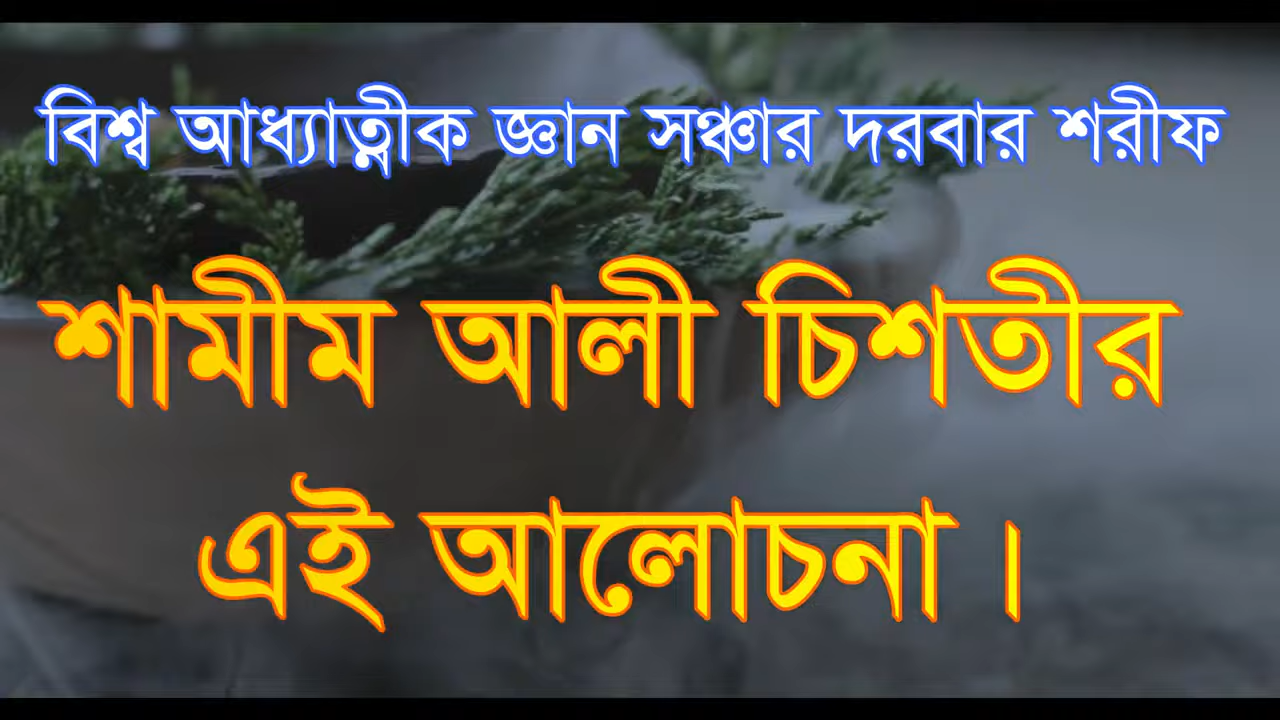 বিশ্ব আধ্যাত্নীক জ্ঞান সঞ্চার দরবার শরীফ
শামীম আলী চিশতীর
এই আলোচনা ।